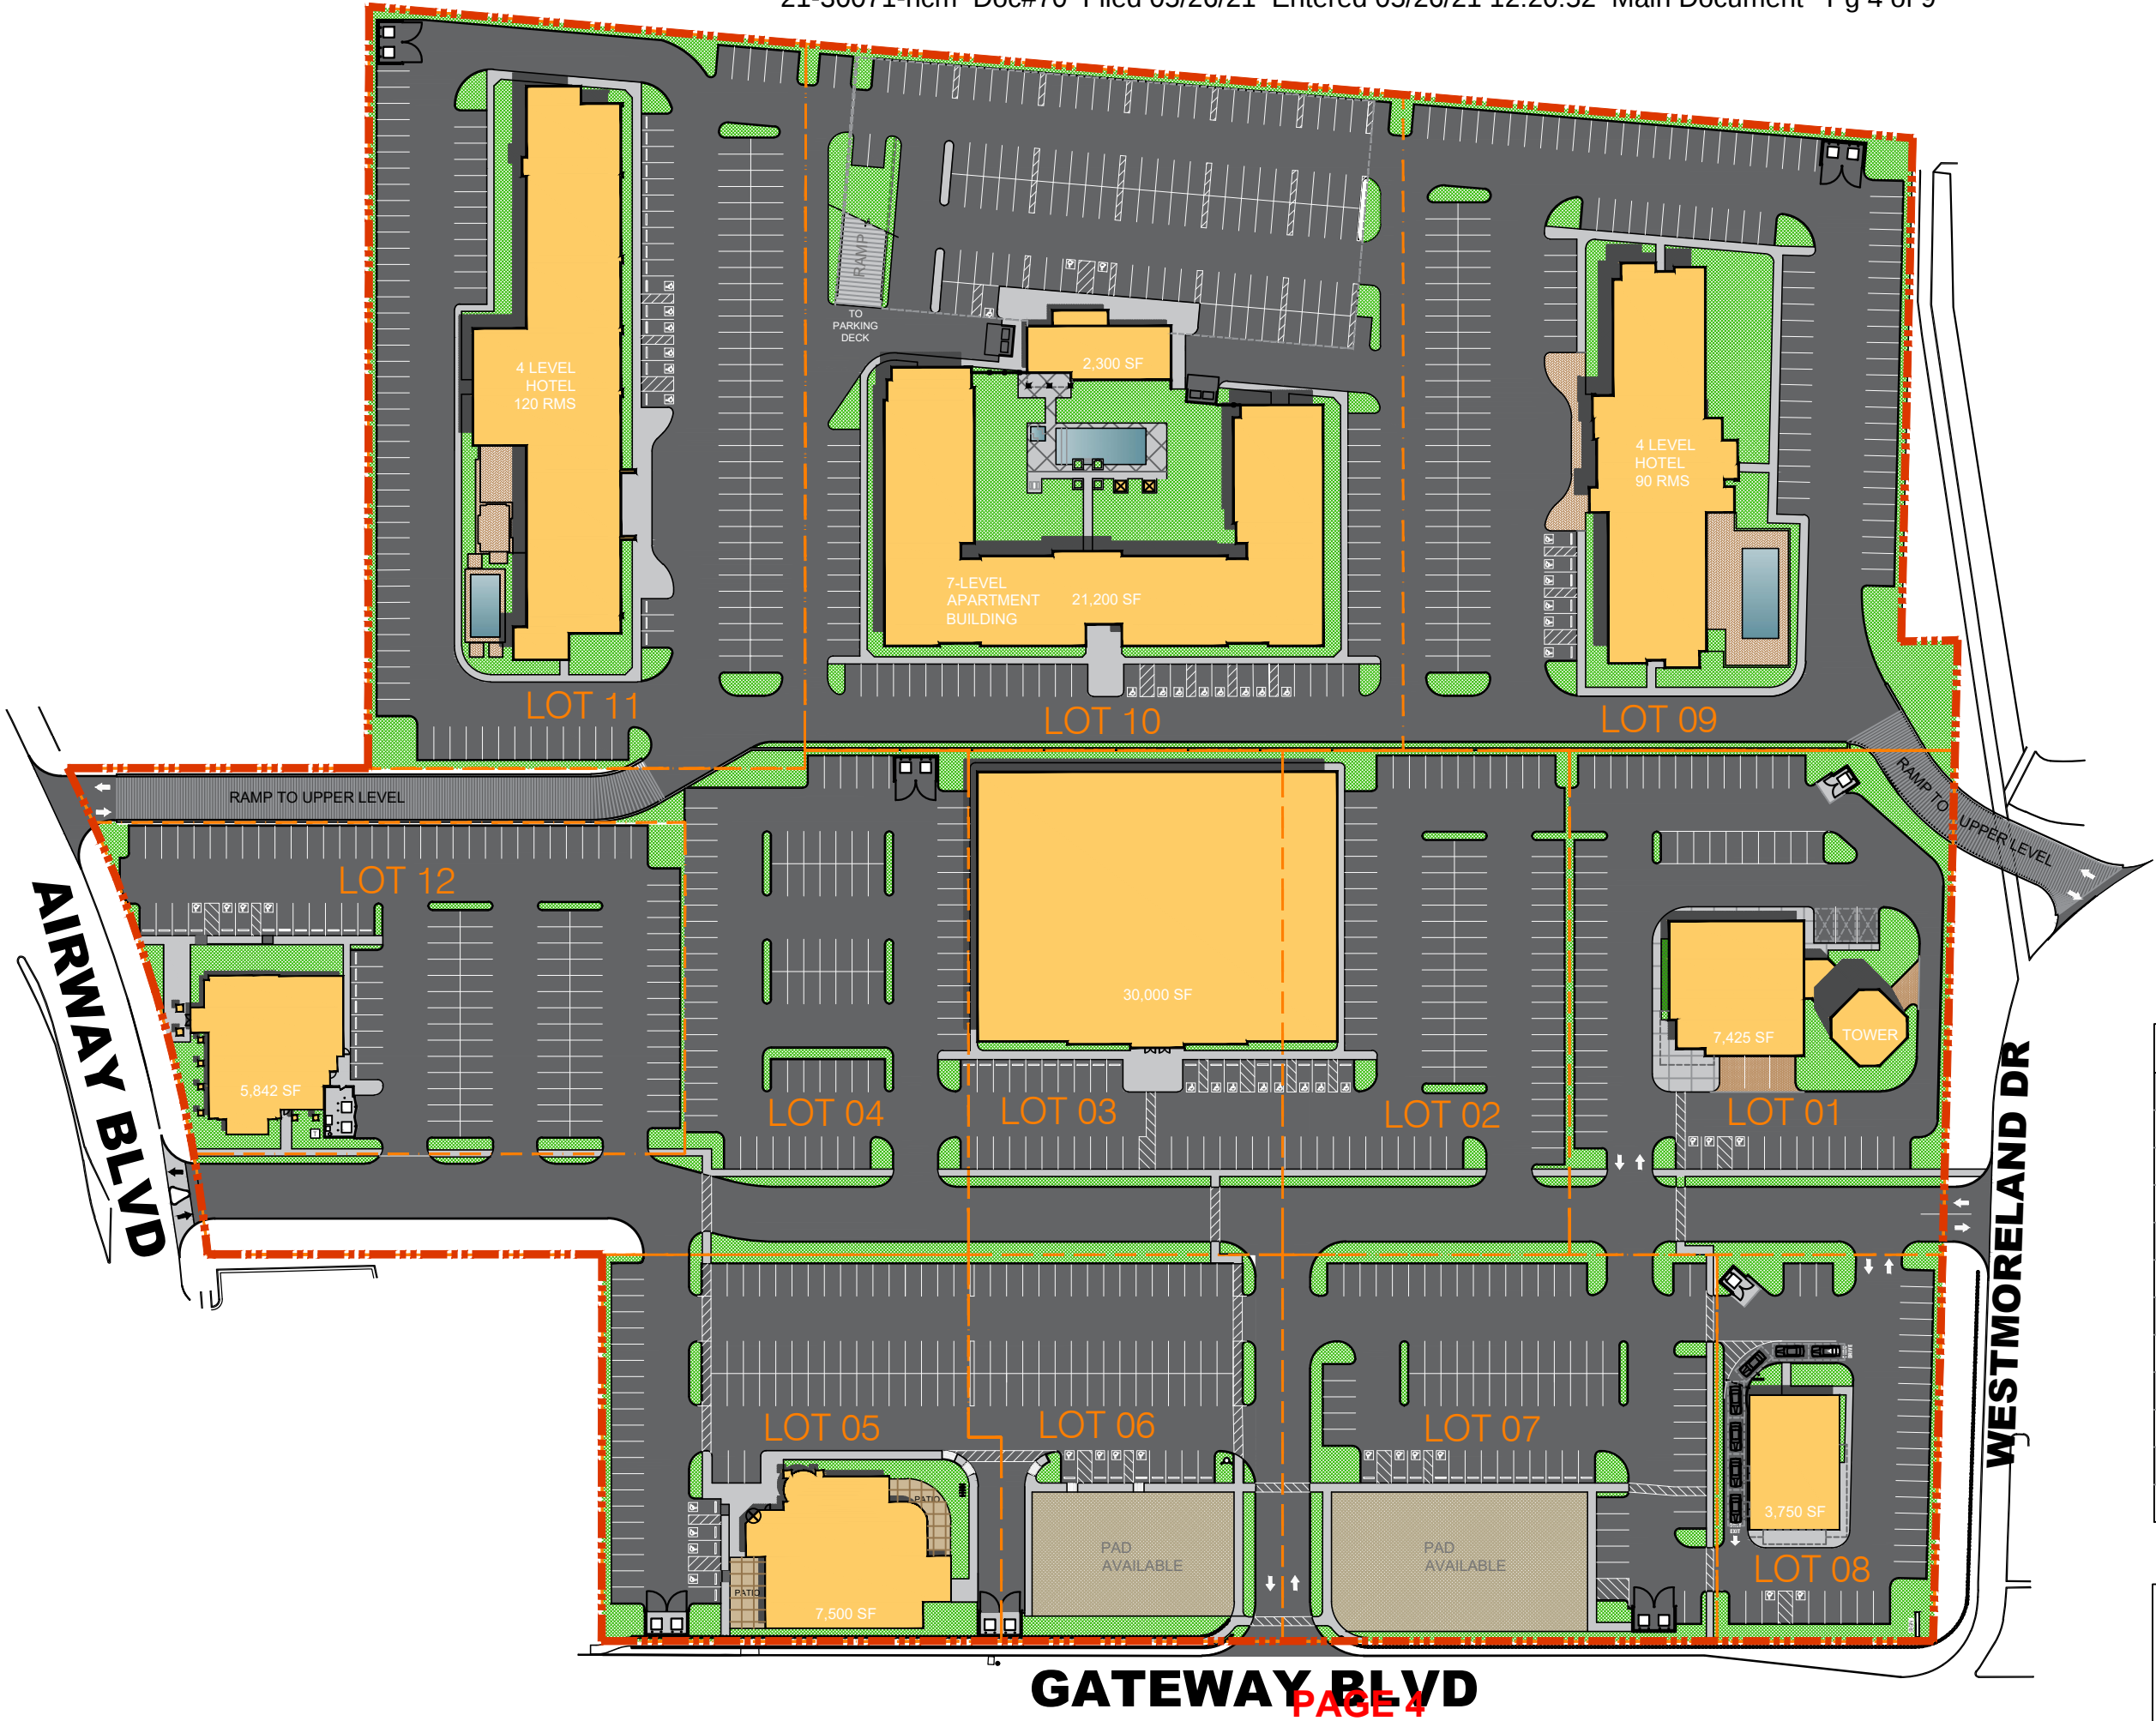 21-30071-hcm Doc#70 Filed 05/26/21 Entered 05/26/21 12:20:52 Main Document Pg 4 of 9
RAMP
TO
PARKING
DECK
2,300 SF
4 LEVEL
HOTEL
120 RMS
4 LEVEL
HOTEL
90 RMS
7-LEVEL
APARTMENT
BUILDING
21,200 SF
LOT 11
LOT 10
LOT 09
RAMP TO UPPER LEVEL
RAMP TO UPPER LEVEL
LOT 12
AIRWAY BLVD
30,000 SF
5,842 SF
7,425 SF
TOWER
LOT 04
LOT 03
LOT 02
LOT 01
WESTMORELAND DR
LOT 05
LOT 06
LOT 07
PATIO
PATIO
7,500 SF
PAD
AVAILABLE
PAD
AVAILABLE
3,750 SF
LOT 08
GATEWAY BLVD
PAGE 4